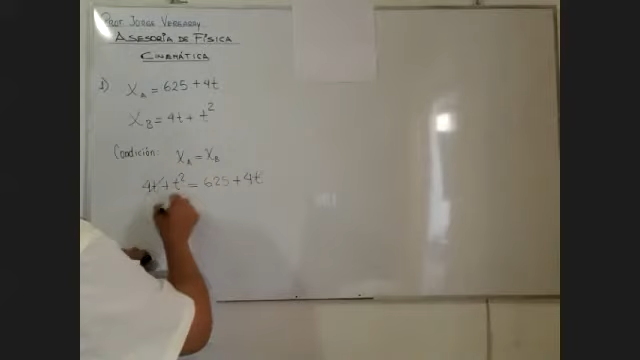 Prof Jorge Vergaray
Asesoría de Física
Cinemática
1) X_A = 625 + 4t
X_B = 4t + t²
Condición: X_A = X_B
4t + t² = 625 + 4t